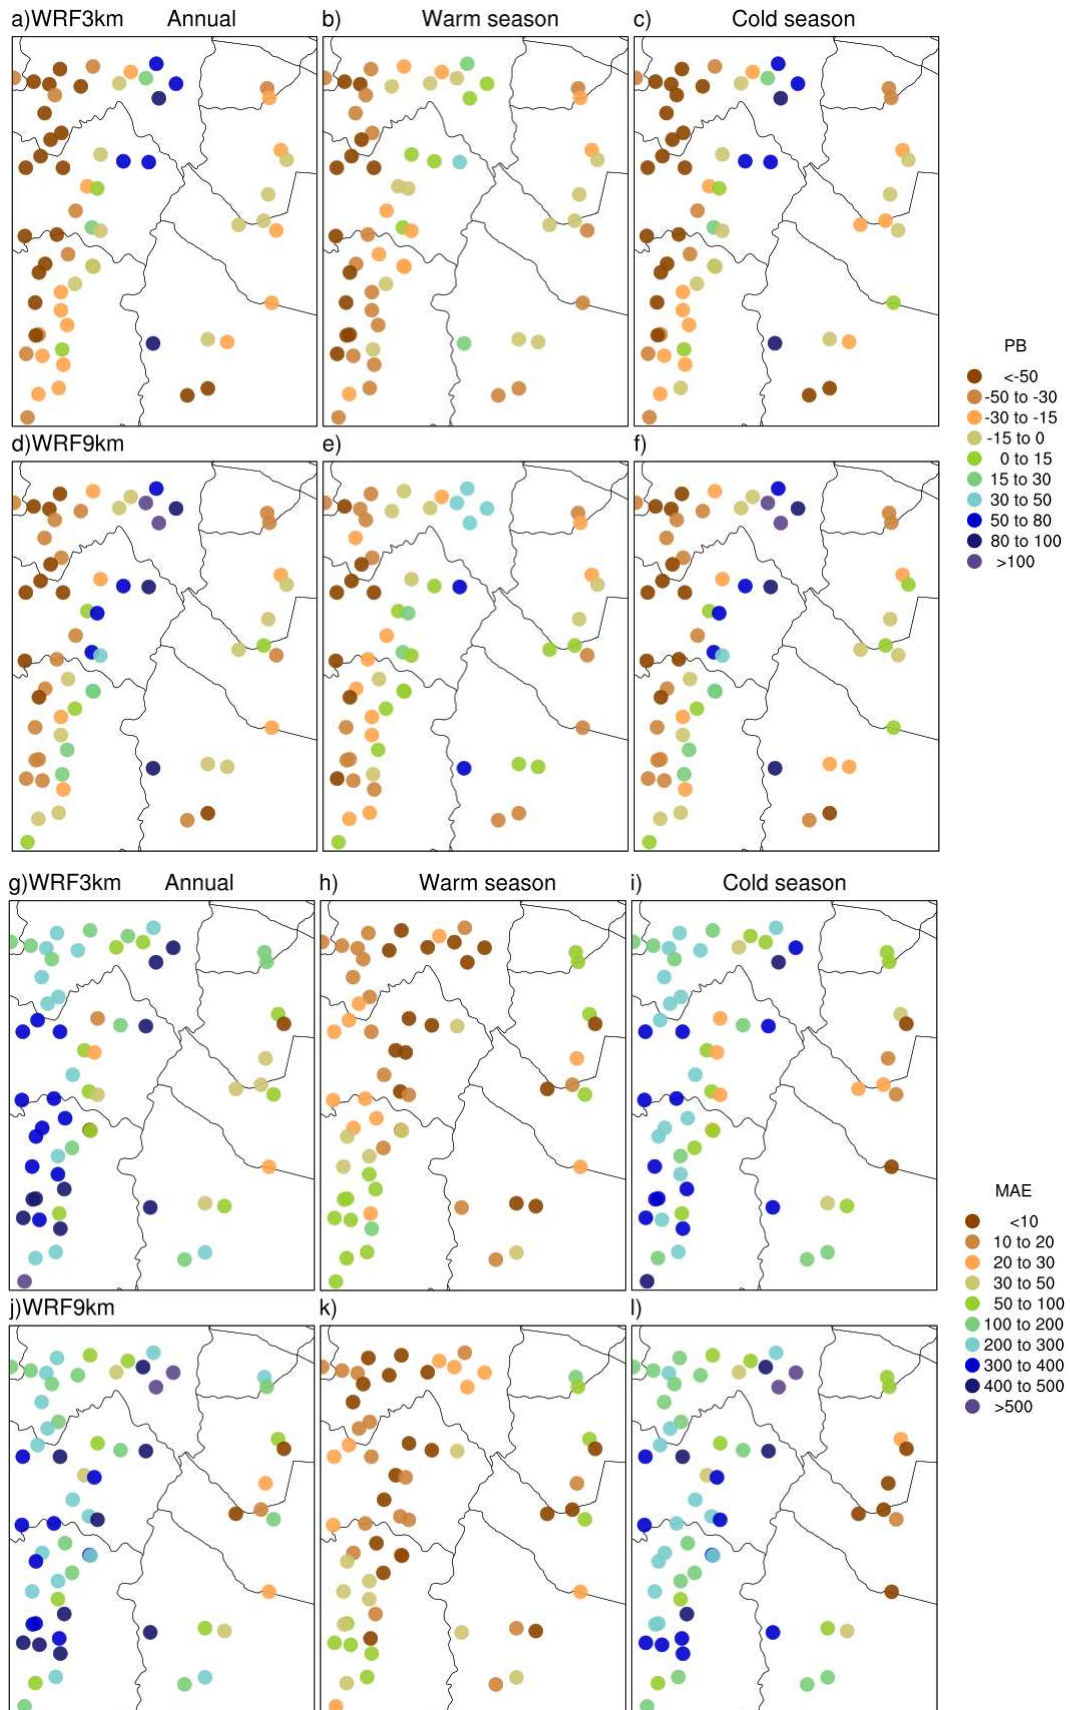 a)WRF3km Annual
b) Warm season
c) Cold season
d)WRF9km
e)
f)
PB
<-50
-50 to -30
-30 to -15
-15 to 0
0 to 15
15 to 30
30 to 50
50 to 80
80 to 100
>100
g)WRF3km Annual
h) Warm season
i) Cold season
j)WRF9km
k)
l)
MAE
<10
10 to 20
20 to 30
30 to 50
50 to 100
100 to 200
200 to 300
300 to 400
400 to 500
>500